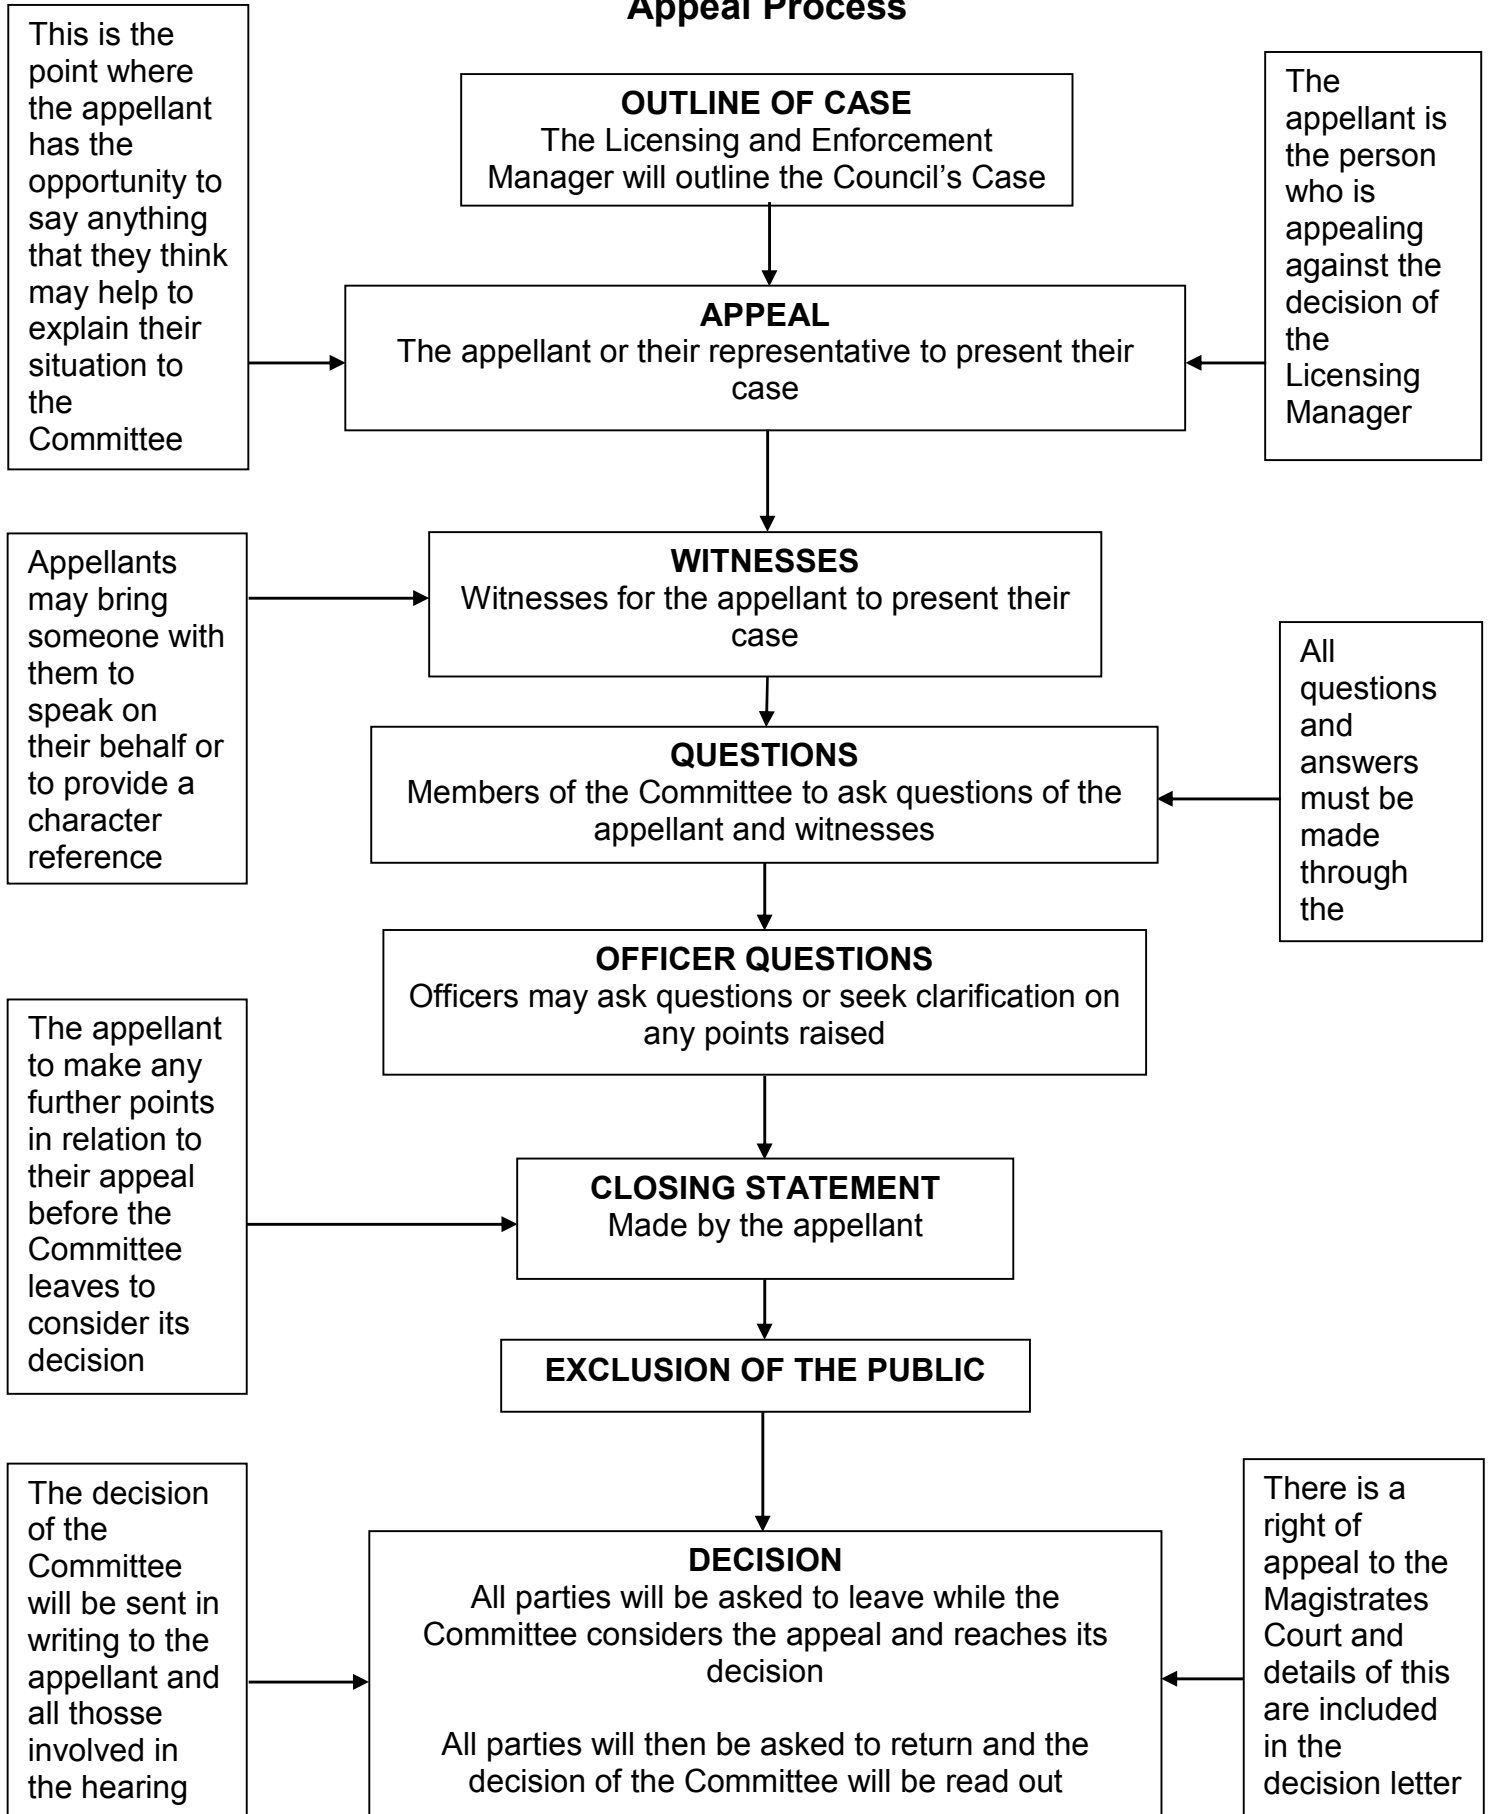 Appeal Process
This is the
point where
the appellant
has the
opportunity to
say anything
that they think
may help to
explain their
situation to
the
Committee
OUTLINE OF CASE
The Licensing and Enforcement
Manager will outline the Council's Case
The
appellant is
the person
who is
appealing
against the
decision of
the
Licensing
Manager
APPEAL
The appellant or their representative to present their
case
Appellants
may bring
someone with
them to
speak on
their behalf or
to provide a
character
reference
WITNESSES
Witnesses for the appellant to present their
case
All
questions
and
answers
must be
made
through
the
QUESTIONS
Members of the Committee to ask questions of the
appellant and witnesses
OFFICER QUESTIONS
Officers may ask questions or seek clarification on
any points raised
The appellant
to make any
further points
in relation to
their appeal
before the
Committee
leaves to
consider its
decision
CLOSING STATEMENT
Made by the appellant
EXCLUSION OF THE PUBLIC
The decision
of the
Committee
will be sent in
writing to the
appellant and
all thosse
involved in
the hearing
DECISION
All parties will be asked to leave while the
Committee considers the appeal and reaches its
decision
All parties will then be asked to return and the
decision of the Committee will be read out
There is a
right of
appeal to the
Magistrates
Court and
details of this
are included
in the
decision letter